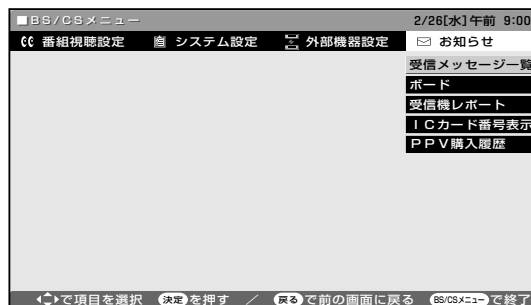 ■BS/CSメニュー 2/26[水]午前 9:00
番組視聴設定 システム設定 外部機器設定 お知らせ
受信メッセージ一覧
ボード
受信機レポート
ICカード番号表示
PPV購入履歴
で項目を選択 決定を押す / 戻るで前の画面に戻る BS/CSメニューで終了